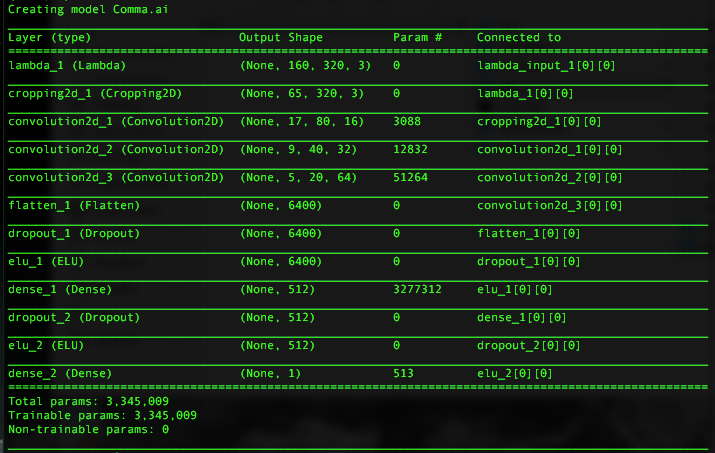 Creating model Comma.ai
Layer (type) Output Shape Param # Connected to
lambda_1 (Lambda) (None, 160, 320, 3) 0 lambda_input_1[0][0]
cropping2d_1 (Cropping2D) (None, 65, 320, 3) 0 lambda_1[0][0]
convolution2d_1 (Convolution2D) (None, 17, 80, 16) 3088 cropping2d_1[0][0]
convolution2d_2 (Convolution2D) (None, 9, 40, 32) 12832 convolution2d_1[0][0]
convolution2d_3 (Convolution2D) (None, 5, 20, 64) 51264 convolution2d_2[0][0]
flatten_1 (Flatten) (None, 6400) 0 convolution2d_3[0][0]
dropout_1 (Dropout) (None, 6400) 0 flatten_1[0][0]
elu_1 (ELU) (None, 6400) 0 dropout_1[0][0]
dense_1 (Dense) (None, 512) 3277312 elu_1[0][0]
dropout_2 (Dropout) (None, 512) 0 dense_1[0][0]
elu_2 (ELU) (None, 512) 0 dropout_2[0][0]
dense_2 (Dense) (None, 1) 513 elu_2[0][0]
Total params: 3,345,009
Trainable params: 3,345,009
Non-trainable params: 0